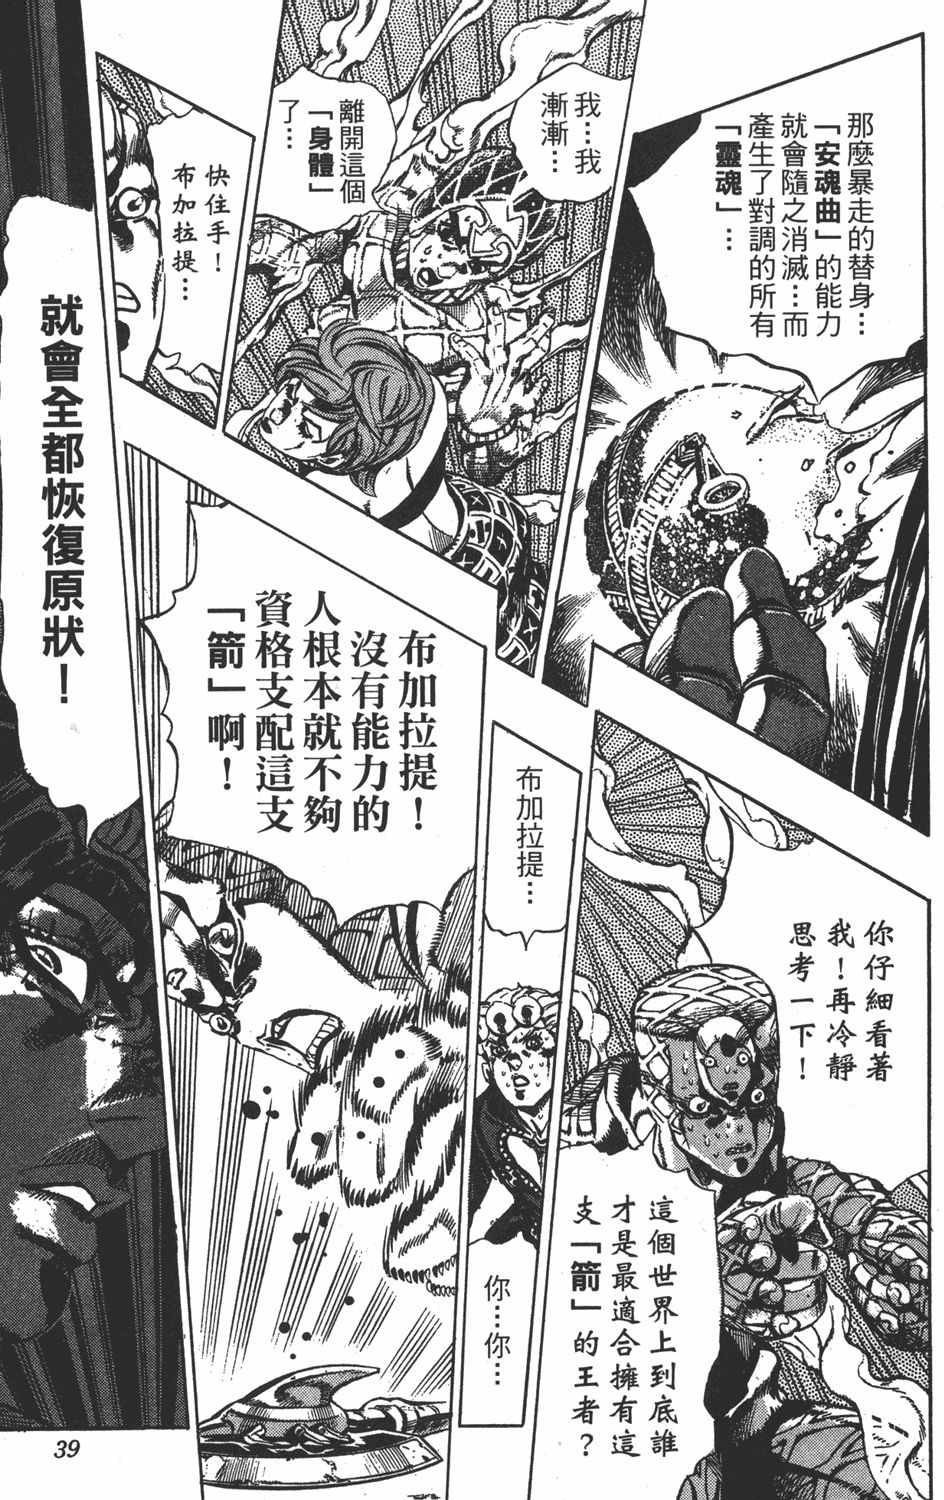 那麼暴走的替身…
「安魂曲」的能力
就會隨之消滅…而
產生了對調的所有
「靈魂」…
我…我
漸漸…
離開這個
「身體」
了…
快住手！
布加拉提…
你仔細看著
我！再冷靜
思考一下！
這個世界上到底誰
才是最適合擁有這
支「箭」的王者？
布加拉提…
你…你…
布加拉提！
沒有能力的
人根本就不夠
資格支配這支
「箭」啊！
就會全都恢復原狀！
39